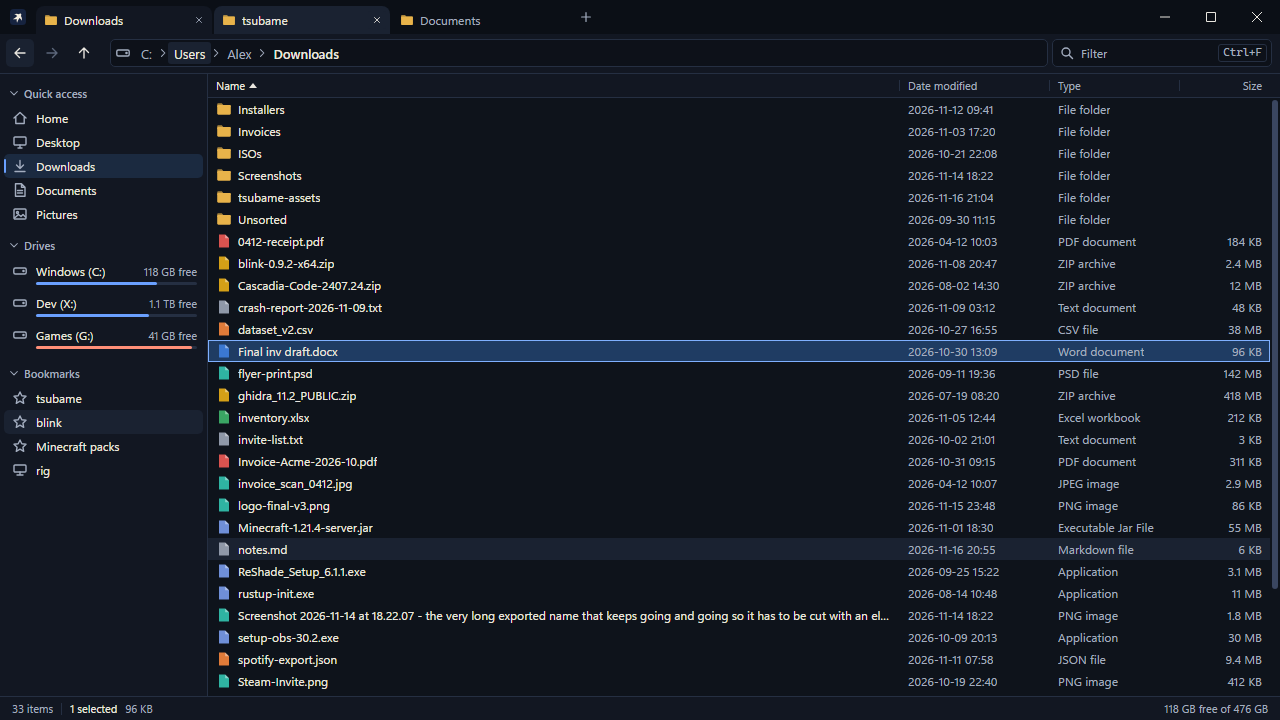 Downloads
tsubame
Documents
C: Users Alex Downloads
Filter Ctrl+F
Quick access
Home
Desktop
Downloads
Documents
Pictures
Drives
Windows (C:) 118 GB free
Dev (X:) 1.1 TB free
Games (G:) 41 GB free
Bookmarks
tsubame
blink
Minecraft packs
rig
Name Date modified Type Size
Installers 2026-11-12 09:41 File folder
Invoices 2026-11-03 17:20 File folder
ISOs 2026-10-21 22:08 File folder
Screenshots 2026-11-14 18:22 File folder
tsubame-assets 2026-11-16 21:04 File folder
Unsorted 2026-09-30 11:15 File folder
0412-receipt.pdf 2026-04-12 10:03 PDF document 184 KB
blink-0.9.2-x64.zip 2026-11-08 20:47 ZIP archive 2.4 MB
Cascadia-Code-2407.24.zip 2026-08-02 14:30 ZIP archive 12 MB
crash-report-2026-11-09.txt 2026-11-09 03:12 Text document 48 KB
dataset_v2.csv 2026-10-27 16:55 CSV file 38 MB
Final inv draft.docx 2026-10-30 13:09 Word document 96 KB
flyer-print.psd 2026-09-11 19:36 PSD file 142 MB
ghidra_11.2_PUBLIC.zip 2026-07-19 08:20 ZIP archive 418 MB
inventory.xlsx 2026-11-05 12:44 Excel workbook 212 KB
invite-list.txt 2026-10-02 21:01 Text document 3 KB
Invoice-Acme-2026-10.pdf 2026-10-31 09:15 PDF document 311 KB
invoice_scan_0412.jpg 2026-04-12 10:07 JPEG image 2.9 MB
logo-final-v3.png 2026-11-15 23:48 PNG image 86 KB
Minecraft-1.21.4-server.jar 2026-11-01 18:30 Executable Jar File 55 MB
notes.md 2026-11-16 20:55 Markdown file 6 KB
ReShade_Setup_6.1.1.exe 2026-09-25 15:22 Application 3.1 MB
rustup-init.exe 2026-08-14 10:48 Application 11 MB
Screenshot 2026-11-14 at 18.22.07 - the very long exported name that keeps going and going so it has to be cut with an el... 2026-11-14 18:22 PNG image 1.8 MB
setup-obs-30.2.exe 2026-10-09 20:13 Application 30 MB
spotify-export.json 2026-11-11 07:58 JSON file 9.4 MB
Steam-Invite.png 2026-10-19 22:40 PNG image 412 KB
33 items 1 selected 96 KB 118 GB free of 476 GB